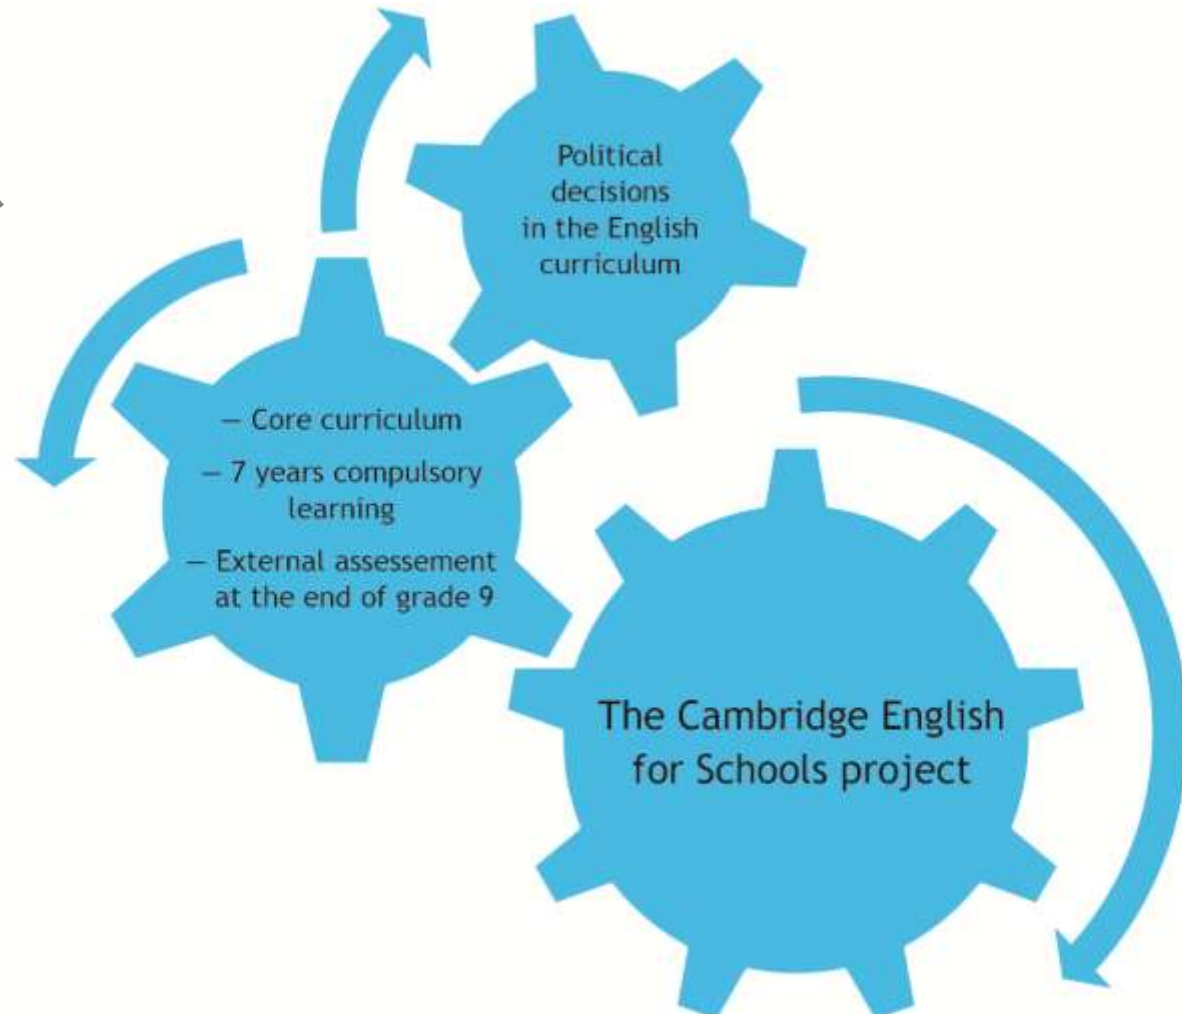 Political
decisions
in the English
curriculum
— Core curriculum
— 7 years compulsory
learning
— External assessement
at the end of grade 9
The Cambridge English
for Schools project